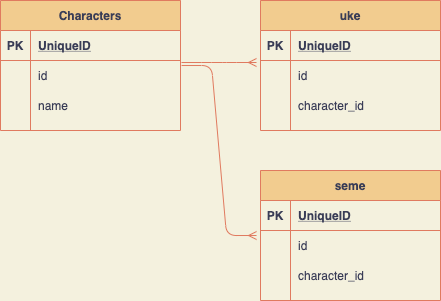 Characters
PK UniqueID
id
name
uke
PK UniqueID
id
character_id
seme
PK UniqueID
id
character_id